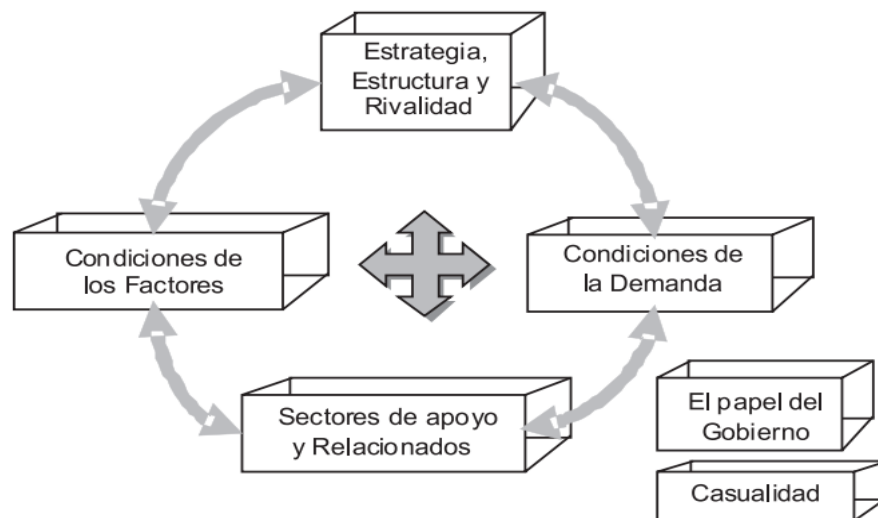 Estrategia,
Estructura y
Rivalidad
Condiciones de
los Factores
Condiciones de
la Demanda
Sectores de apoyo
y Relacionados
El papel del
Gobierno
Casualidad